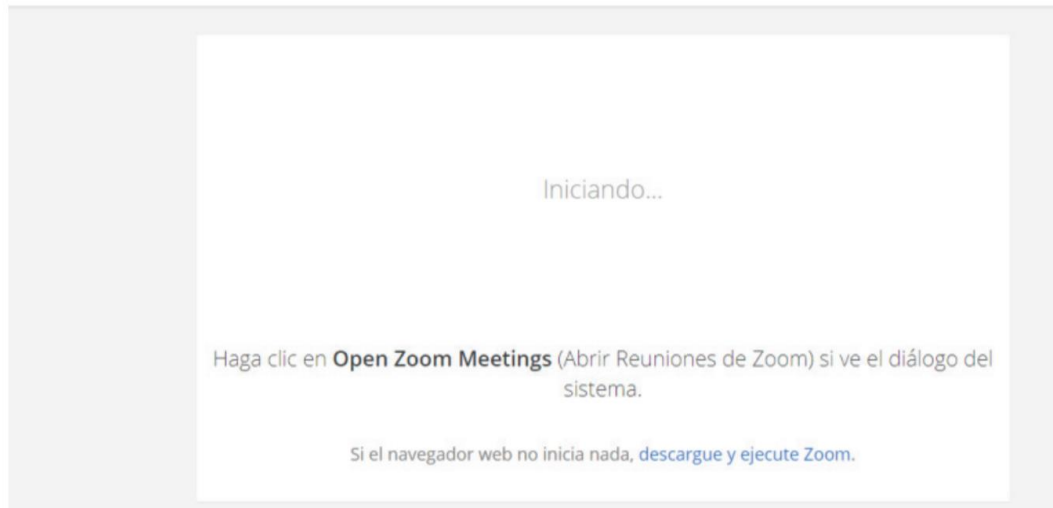 Iniciando...
Haga clic en Open Zoom Meetings (Abrir Reuniones de Zoom) si ve el diálogo del
sistema.
Si el navegador web no inicia nada, descargue y ejecute Zoom.